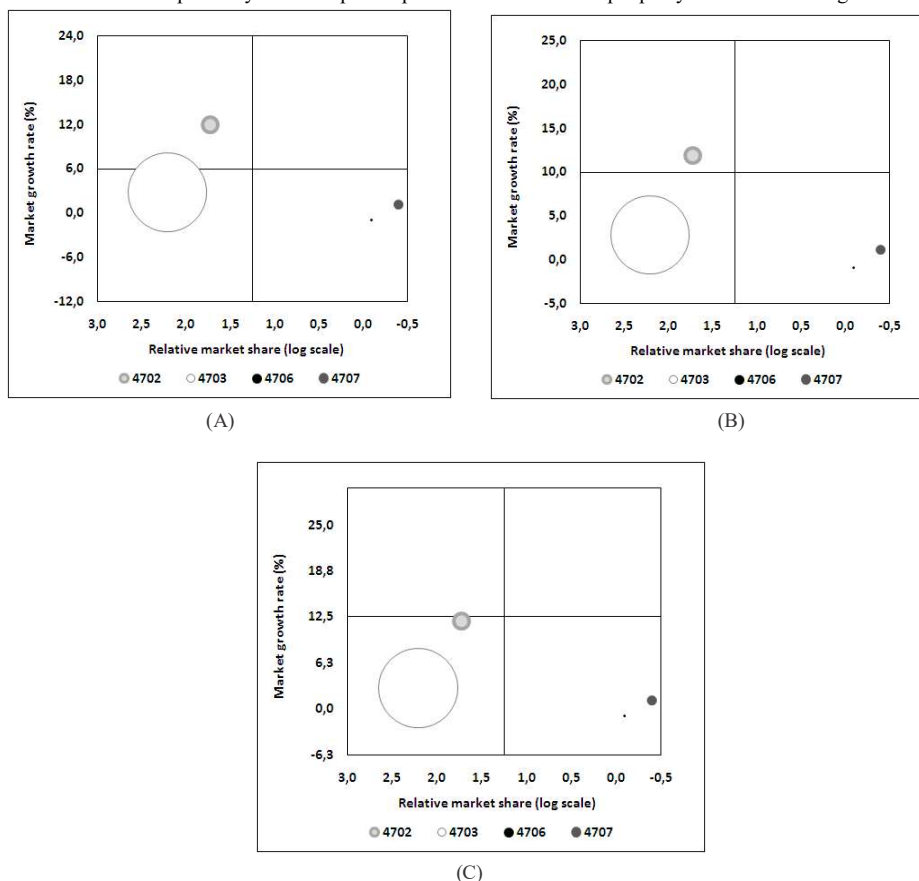 24,0
18,0
12,0
6,0
0,0
-6,0
-12,0
Market growth rate (%)
3,0 2,5 2,0 1,5 1,0 0,5 0,0 -0,5
Relative market share (log scale)
4702 4703 4706 4707
(A)
25,0
20,0
15,0
10,0
5,0
0,0
-5,0
Market growth rate (%)
3,0 2,5 2,0 1,5 1,0 0,5 0,0 -0,5
Relative market share (log scale)
4702 4703 4706 4707
(B)
25,0
18,8
12,5
6,3
0,0
-6,3
Market growth rate (%)
3,0 2,5 2,0 1,5 1,0 0,5 0,0 -0,5
Relative market share (log scale)
4702 4703 4706 4707
(C)